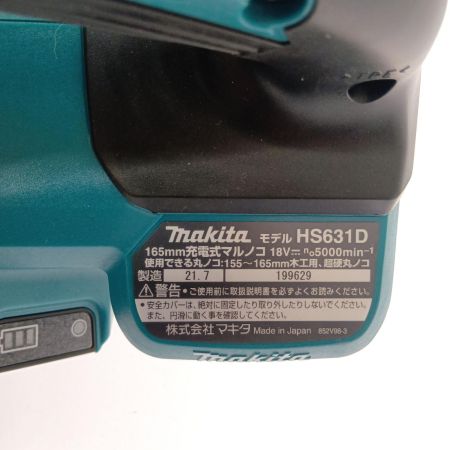 makita モデル HS631D
165mm充電式マルノコ 18V⎓ n₀5000min⁻¹
使用できる丸ノコ:155～165mm木工用、超硬丸ノコ
製造 21.7 199629
⚠警告 ・ご使用前に取扱説明書を必ずよくお読みください。
・安全カバーは、絶対に固定したり取り外したりしないでください。
また、円滑に動く事を確認してください。
株式会社マキタ Made in Japan 852V98-3
makita